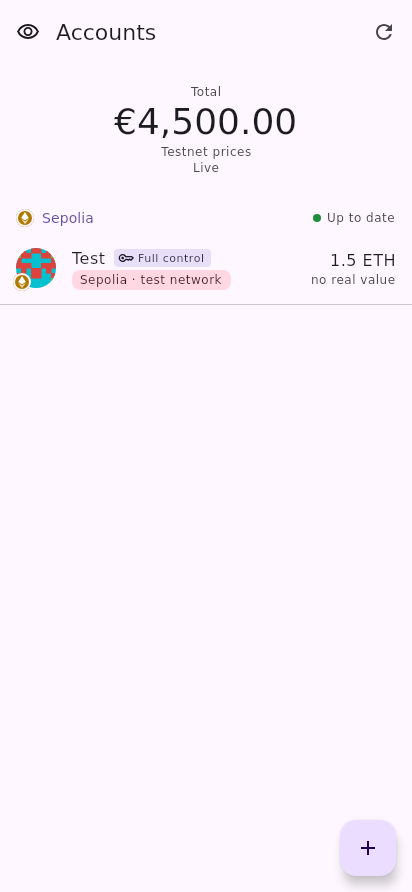 Accounts
Total
€4,500.00
Testnet prices
Live
Sepolia
Up to date
Test
Full control
1.5 ETH
Sepolia · test network
no real value